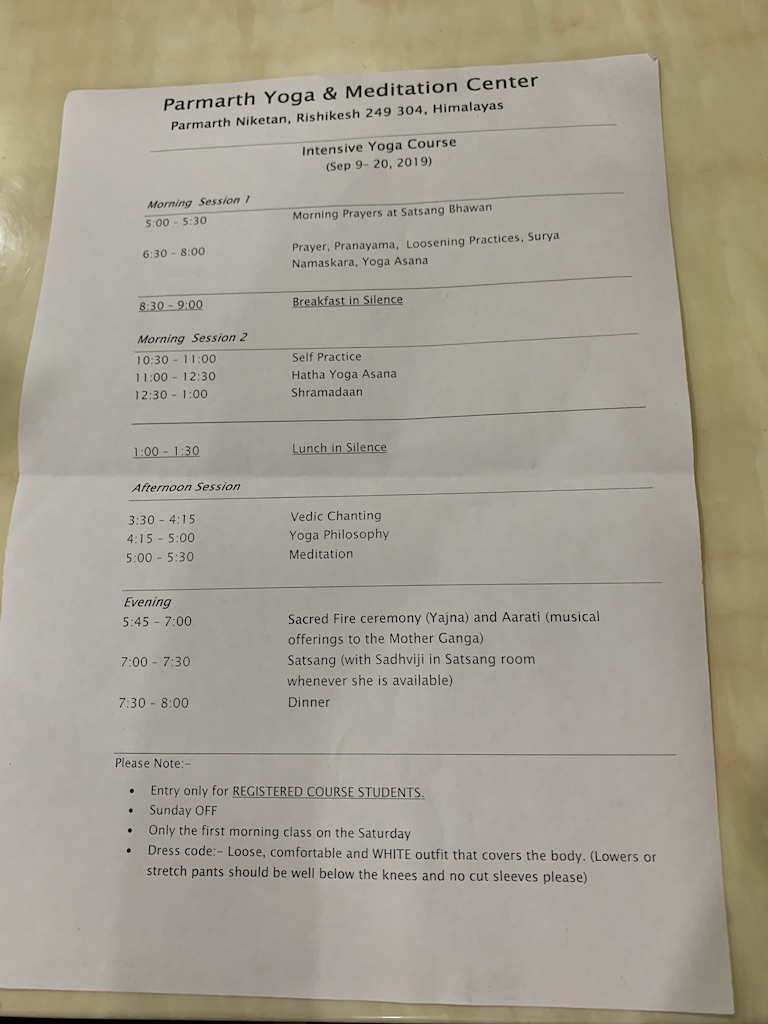 Parmarth Yoga & Meditation Center
Parmarth Niketan, Rishikesh 249 304, Himalayas
Intensive Yoga Course
(Sep 9- 20, 2019)
Morning Session 1
5:00 - 5:30 Morning Prayers at Satsang Bhawan
6:30 - 8:00 Prayer, Pranayama, Loosening Practices, Surya
Namaskara, Yoga Asana
8:30 - 9:00 Breakfast in Silence
Morning Session 2
10:30 - 11:00 Self Practice
11:00 - 12:30 Hatha Yoga Asana
12:30 - 1:00 Shramadaan
1:00 - 1:30 Lunch in Silence
Afternoon Session
3:30 - 4:15 Vedic Chanting
4:15 - 5:00 Yoga Philosophy
5:00 - 5:30 Meditation
Evening
5:45 - 7:00 Sacred Fire ceremony (Yajna) and Aarati (musical
offerings to the Mother Ganga)
7:00 - 7:30 Satsang (with Sadhviji in Satsang room
whenever she is available)
7:30 - 8:00 Dinner
Please Note:-
• Entry only for REGISTERED COURSE STUDENTS.
• Sunday OFF
• Only the first morning class on the Saturday
• Dress code:- Loose, comfortable and WHITE outfit that covers the body. (Lowers or
stretch pants should be well below the knees and no cut sleeves please)